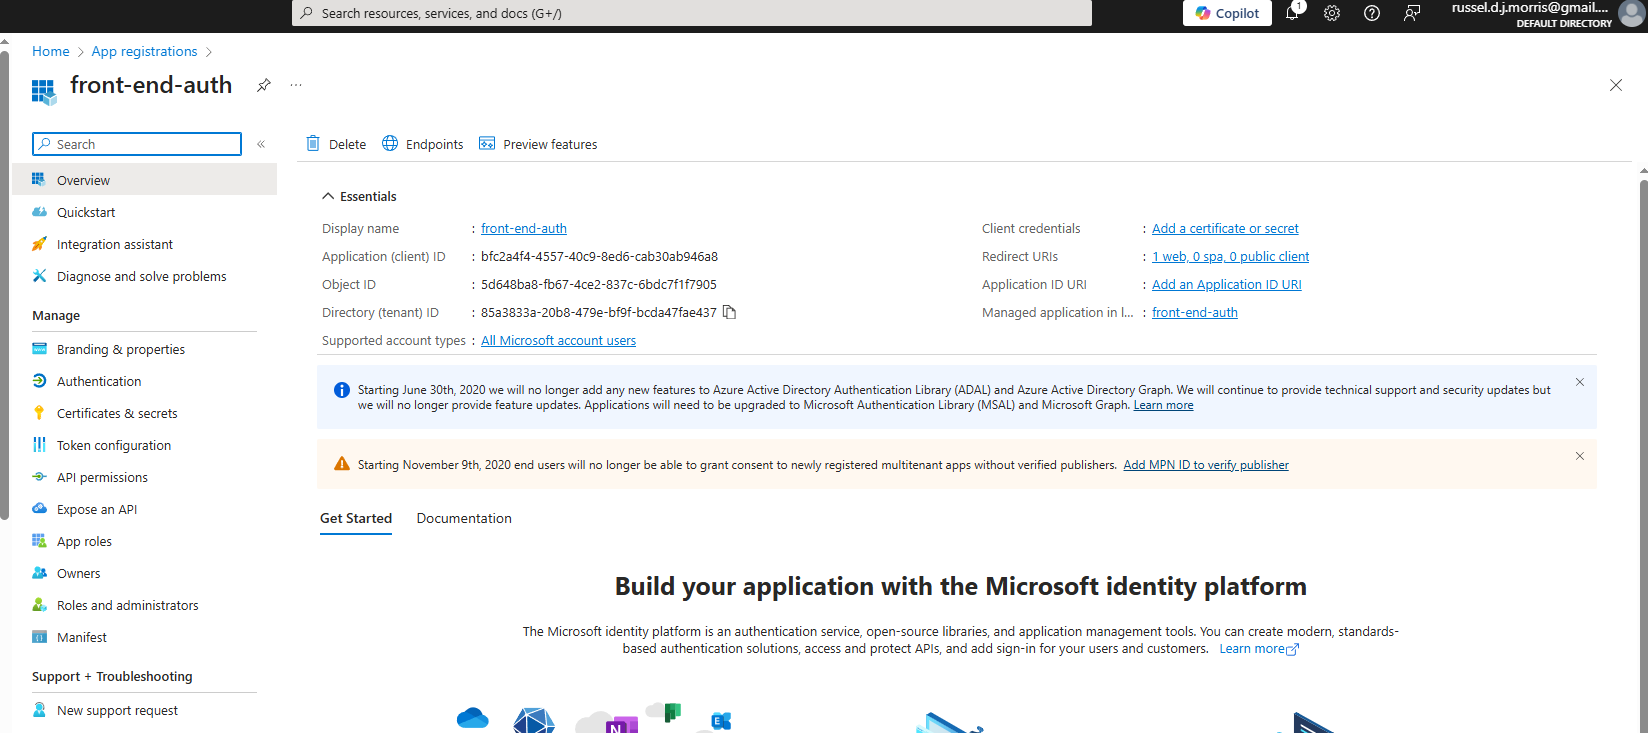 Search resources, services, and docs (G+/)
Copilot
1
russel.d.j.morris@gmail....
DEFAULT DIRECTORY
Home > App registrations >
front-end-auth
...
Search
«
Delete
Endpoints
Preview features
Overview
Quickstart
Integration assistant
Diagnose and solve problems
Manage
Branding & properties
Authentication
Certificates & secrets
Token configuration
API permissions
Expose an API
App roles
Owners
Roles and administrators
Manifest
Support + Troubleshooting
New support request
Essentials
Display name : front-end-auth
Application (client) ID : bfc2a4f4-4557-40c9-8ed6-cab30ab946a8
Object ID : 5d648ba8-fb67-4ce2-837c-6bdc7f1f7905
Directory (tenant) ID : 85a3833a-20b8-479e-bf9f-bcda47fae437
Supported account types : All Microsoft account users
Client credentials : Add a certificate or secret
Redirect URIs : 1 web, 0 spa, 0 public client
Application ID URI : Add an Application ID URI
Managed application in l... : front-end-auth
Starting June 30th, 2020 we will no longer add any new features to Azure Active Directory Authentication Library (ADAL) and Azure Active Directory Graph. We will continue to provide technical support and security updates but
we will no longer provide feature updates. Applications will need to be upgraded to Microsoft Authentication Library (MSAL) and Microsoft Graph. Learn more
Starting November 9th, 2020 end users will no longer be able to grant consent to newly registered multitenant apps without verified publishers. Add MPN ID to verify publisher
Get Started
Documentation
Build your application with the Microsoft identity platform
The Microsoft identity platform is an authentication service, open-source libraries, and application management tools. You can create modern, standards-
based authentication solutions, access and protect APIs, and add sign-in for your users and customers. Learn more
N
E